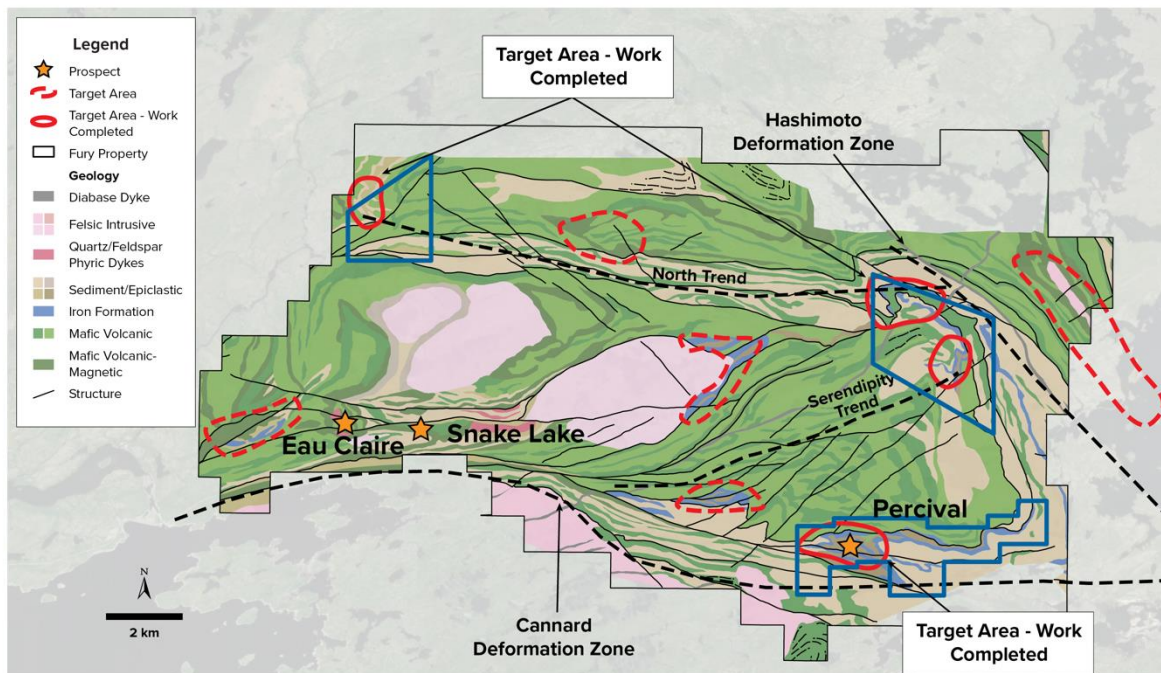 Legend
Prospect
Target Area
Target Area - Work
Completed
Fury Property
Geology
Diabase Dyke
Felsic Intrusive
Quartz/Feldspar
Phyric Dykes
Sediment/Epiclastic
Iron Formation
Mafic Volcanic
Mafic Volcanic-
Magnetic
Structure
Target Area - Work
Completed
Hashimoto
Deformation Zone
North Trend
Serendipity
Trend
Eau Claire
Snake Lake
Percival
N
2 km
Cannard
Deformation Zone
Target Area - Work
Completed